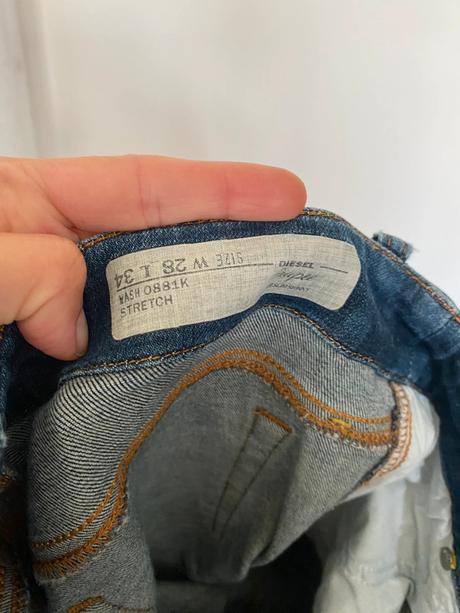 SIZE W 28 L 34
DIESEL
WASH 0881K
STRETCH